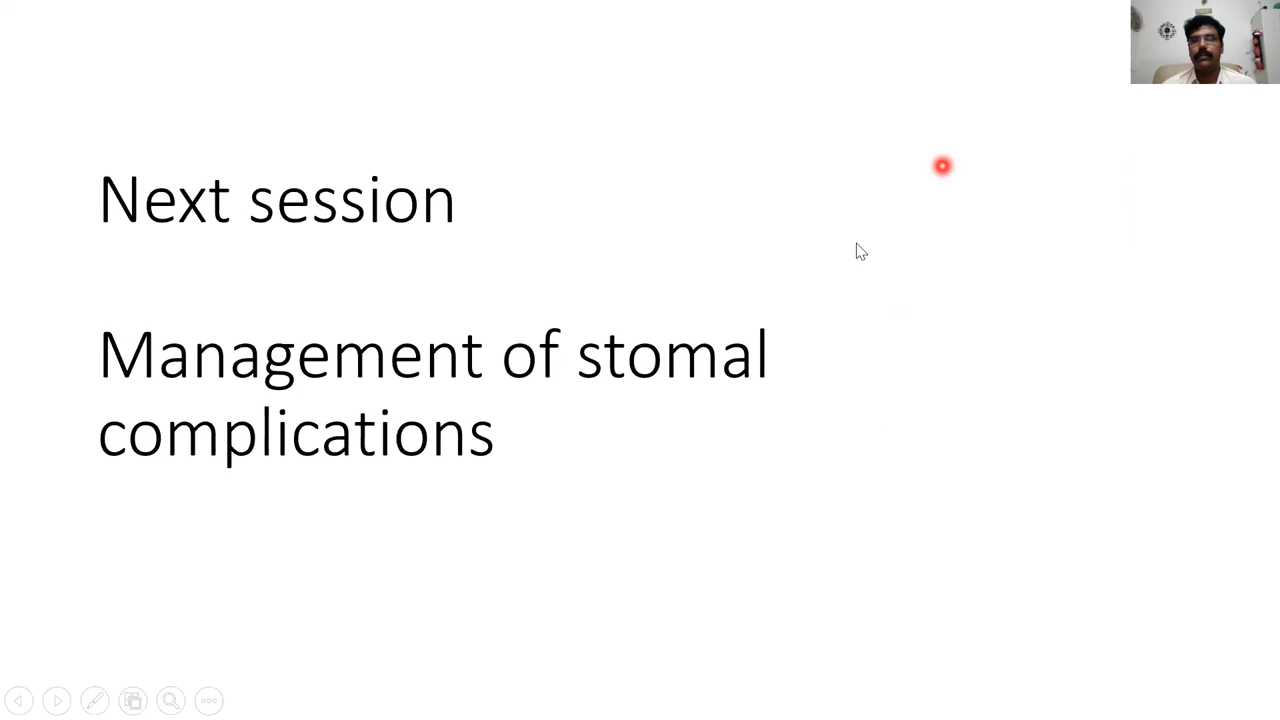 Next session
Management of stomal
complications